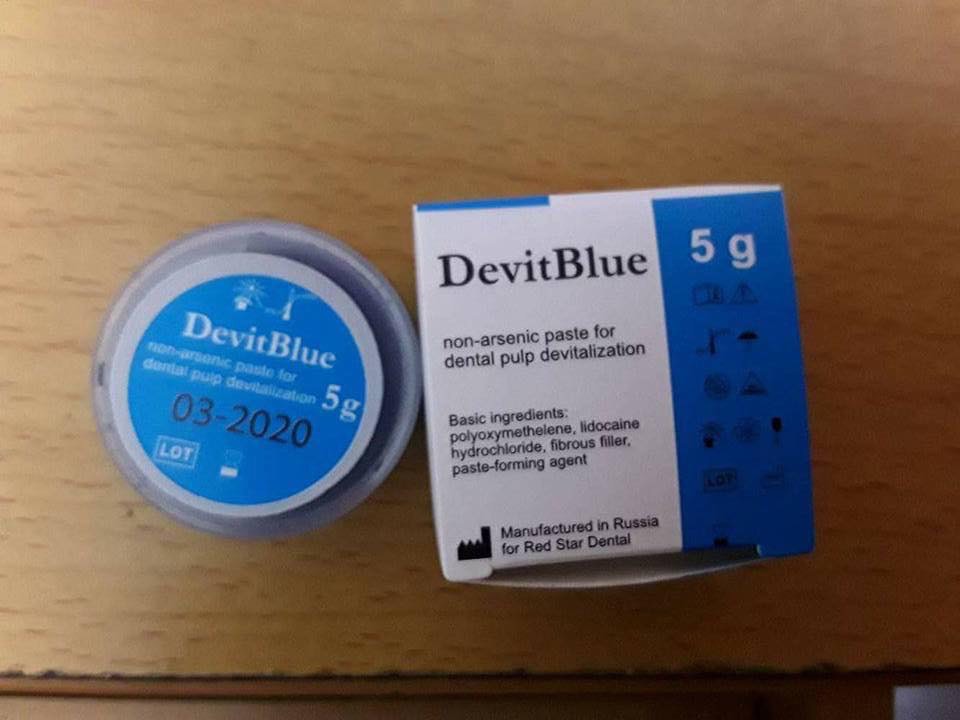 DevitBlue
non-arsenic paste for
dental pulp devitalization 5g
03-2020
LOT
DevitBlue
5 g
non-arsenic paste for
dental pulp devitalization
Basic ingredients:
polyoxymethelene, lidocaine
hydrochloride, fibrous filler,
paste-forming agent
LOT
Manufactured in Russia
for Red Star Dental